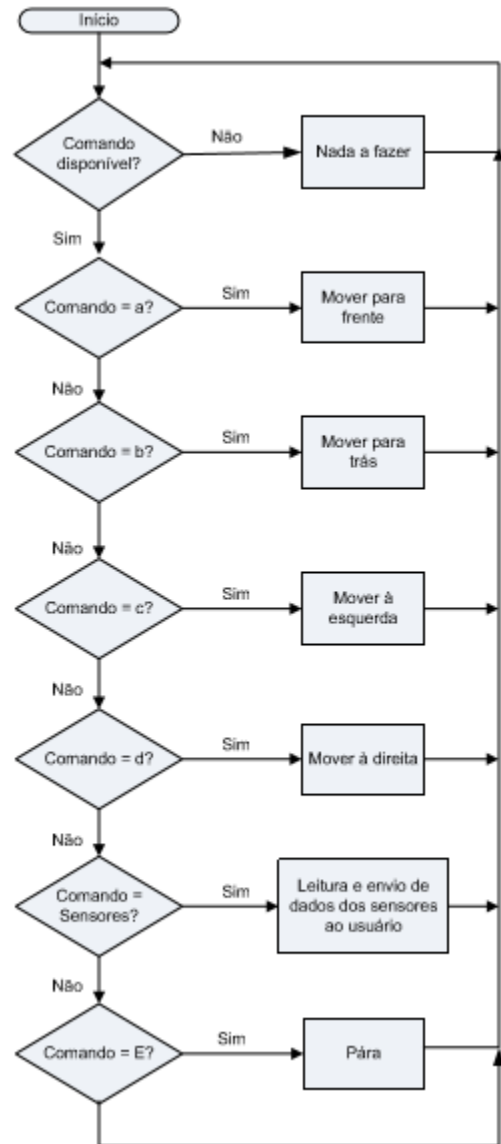 Início
Comando
disponível?
Não
Nada a fazer
Sim
Comando = a?
Sim
Mover para
frente
Não
Comando = b?
Sim
Mover para
trás
Não
Comando = c?
Sim
Mover à
esquerda
Não
Comando = d?
Sim
Mover à direita
Não
Comando =
Sensores?
Sim
Leitura e envio de
dados dos sensores
ao usuário
Não
Comando = E?
Sim
Pára